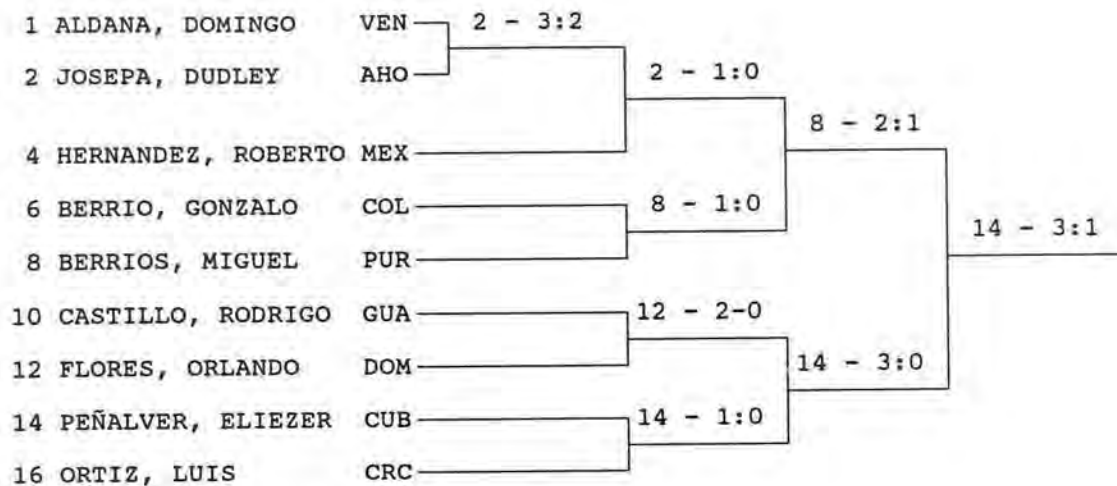 1 ALDANA, DOMINGO VEN 2 - 3:2
2 JOSEPA, DUDLEY AHO 2 - 1:0
8 - 2:1
4 HERNANDEZ, ROBERTO MEX
6 BERRIO, GONZALO COL 8 - 1:0
14 - 3:1
8 BERRIOS, MIGUEL PUR
10 CASTILLO, RODRIGO GUA 12 - 2-0
12 FLORES, ORLANDO DOM 14 - 3:0
14 PEÑALVER, ELIEZER CUB 14 - 1:0
16 ORTIZ, LUIS CRC